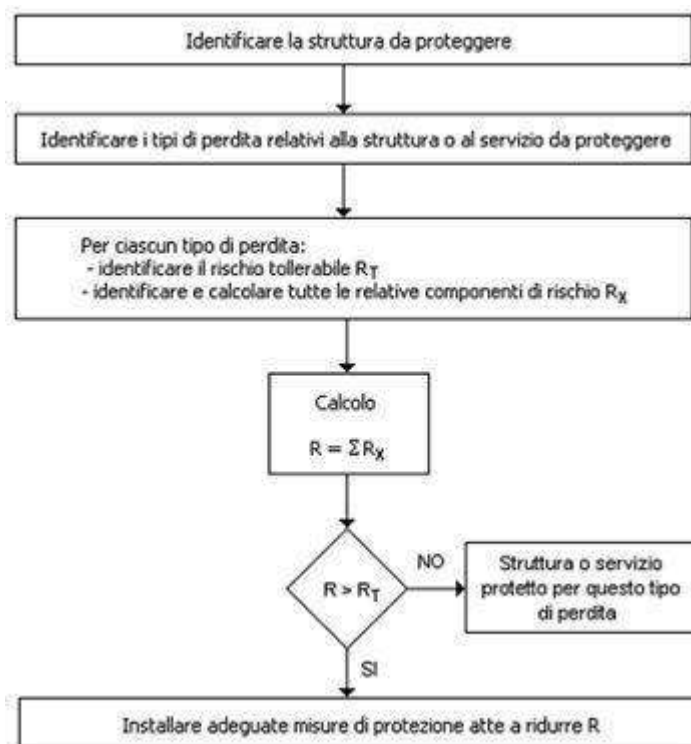 Identificare la struttura da proteggere
Identificare i tipi di perdita relativi alla struttura o al servizio da proteggere
Per ciascun tipo di perdita:
- identificare il rischio tollerabile RT
- identificare e calcolare tutte le relative componenti di rischio RX
Calcolo
R = ΣRX
R > RT
NO
Struttura o servizio
protetto per questo tipo
di perdita
SI
Installare adeguate misure di protezione atte a ridurre R